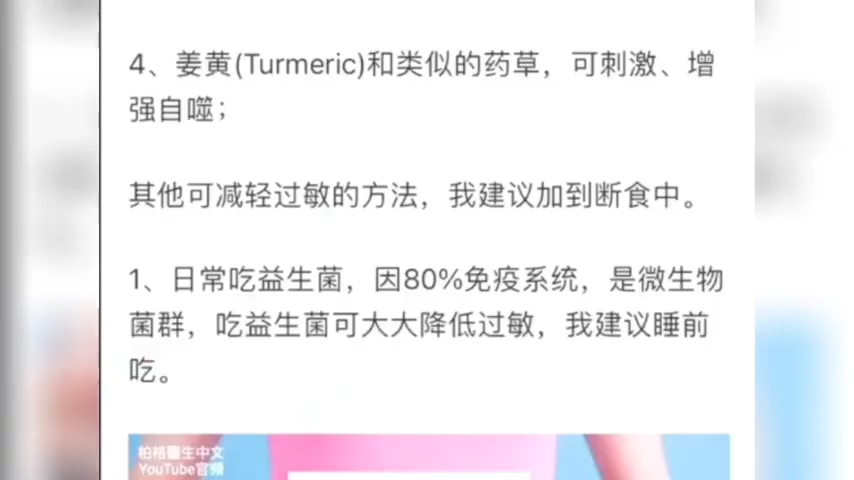 4、姜黄(Turmeric)和类似的药草，可刺激、增
强自噬；
其他可减轻过敏的方法，我建议加到断食中。
1、日常吃益生菌，因80%免疫系统，是微生物
菌群，吃益生菌可大大降低过敏，我建议睡前
吃。
柏格醫生中文
YouTube官頻